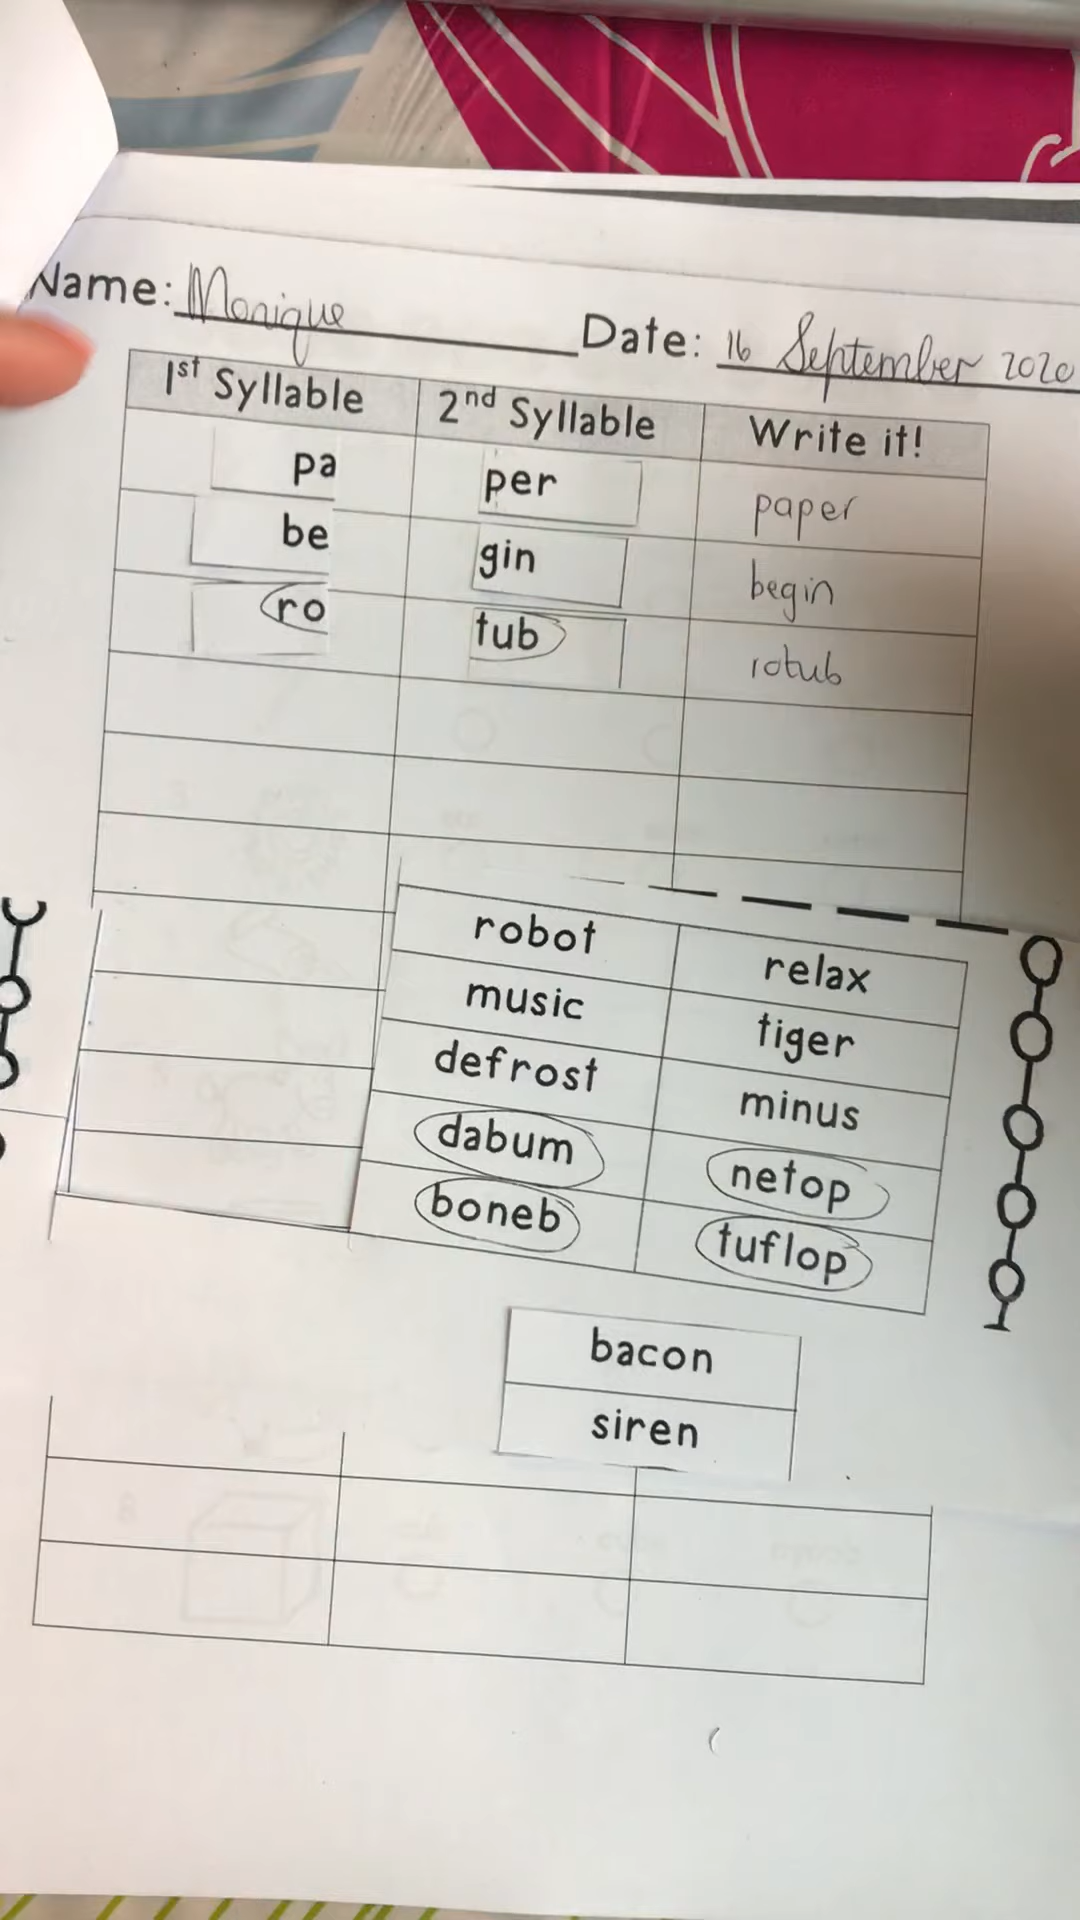 Name: Monique Date: 16 September 2020
1st Syllable 2nd Syllable Write it!
pa per paper
be gin begin
ro tub rotub
robot relax
music tiger
defrost minus
dabum netop
boneb tuflop
bacon
siren